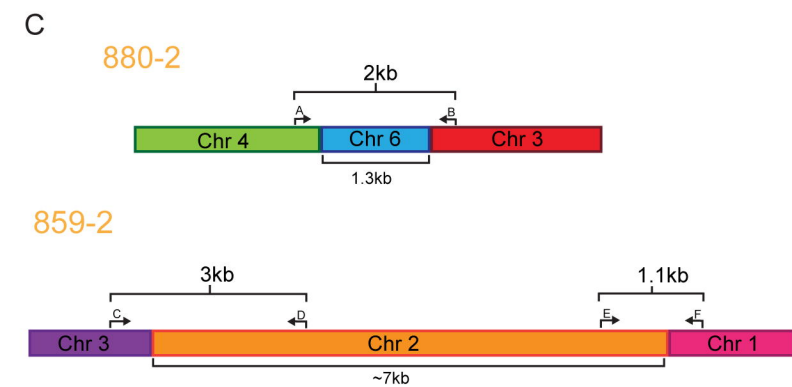 C
880-2
2kb
A B
Chr 4 Chr 6 Chr 3
1.3kb
859-2
3kb 1.1kb
C D E F
Chr 3 Chr 2 Chr 1
~7kb